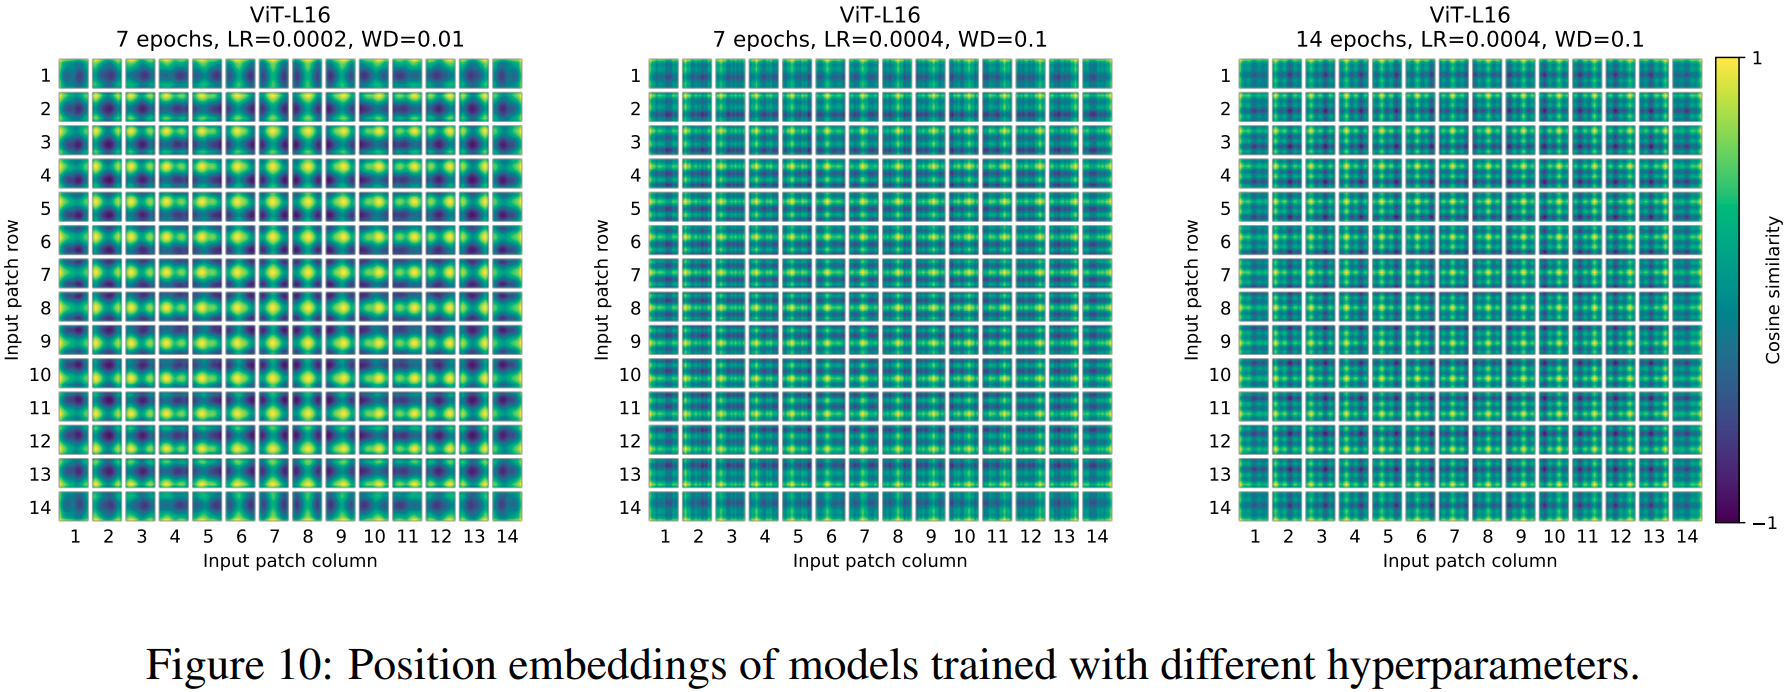 ViT-L16
7 epochs, LR=0.0002, WD=0.01
1
2
3
4
5
6
7
8
9
10
11
12
13
14
Input patch row
1 2 3 4 5 6 7 8 9 10 11 12 13 14
Input patch column
ViT-L16
7 epochs, LR=0.0004, WD=0.1
1
2
3
4
5
6
7
8
9
10
11
12
13
14
Input patch row
1 2 3 4 5 6 7 8 9 10 11 12 13 14
Input patch column
ViT-L16
14 epochs, LR=0.0004, WD=0.1
1
2
3
4
5
6
7
8
9
10
11
12
13
14
Input patch row
1 2 3 4 5 6 7 8 9 10 11 12 13 14
Input patch column
1
−1
Cosine similarity
Figure 10: Position embeddings of models trained with different hyperparameters.